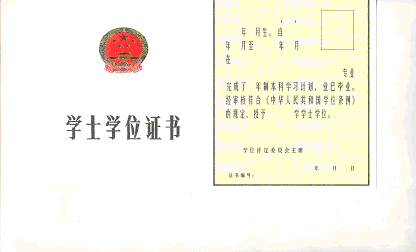 学士学位证书
年 月生。自
年 月至 年 月
在
专业
完成了 年制本科学习计划，业已毕业。
经审核符合《中华人民共和国学位条例》
的规定，授予 学学士学位。
学位评定委员会主席
证书编号： 年 月 日